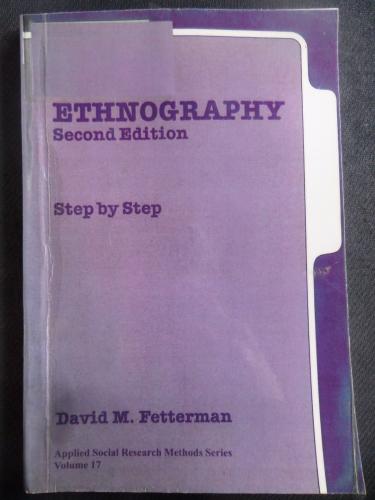 ETHNOGRAPHY
Second Edition
Step by Step
David M. Fetterman
Applied Social Research Methods Series
Volume 17